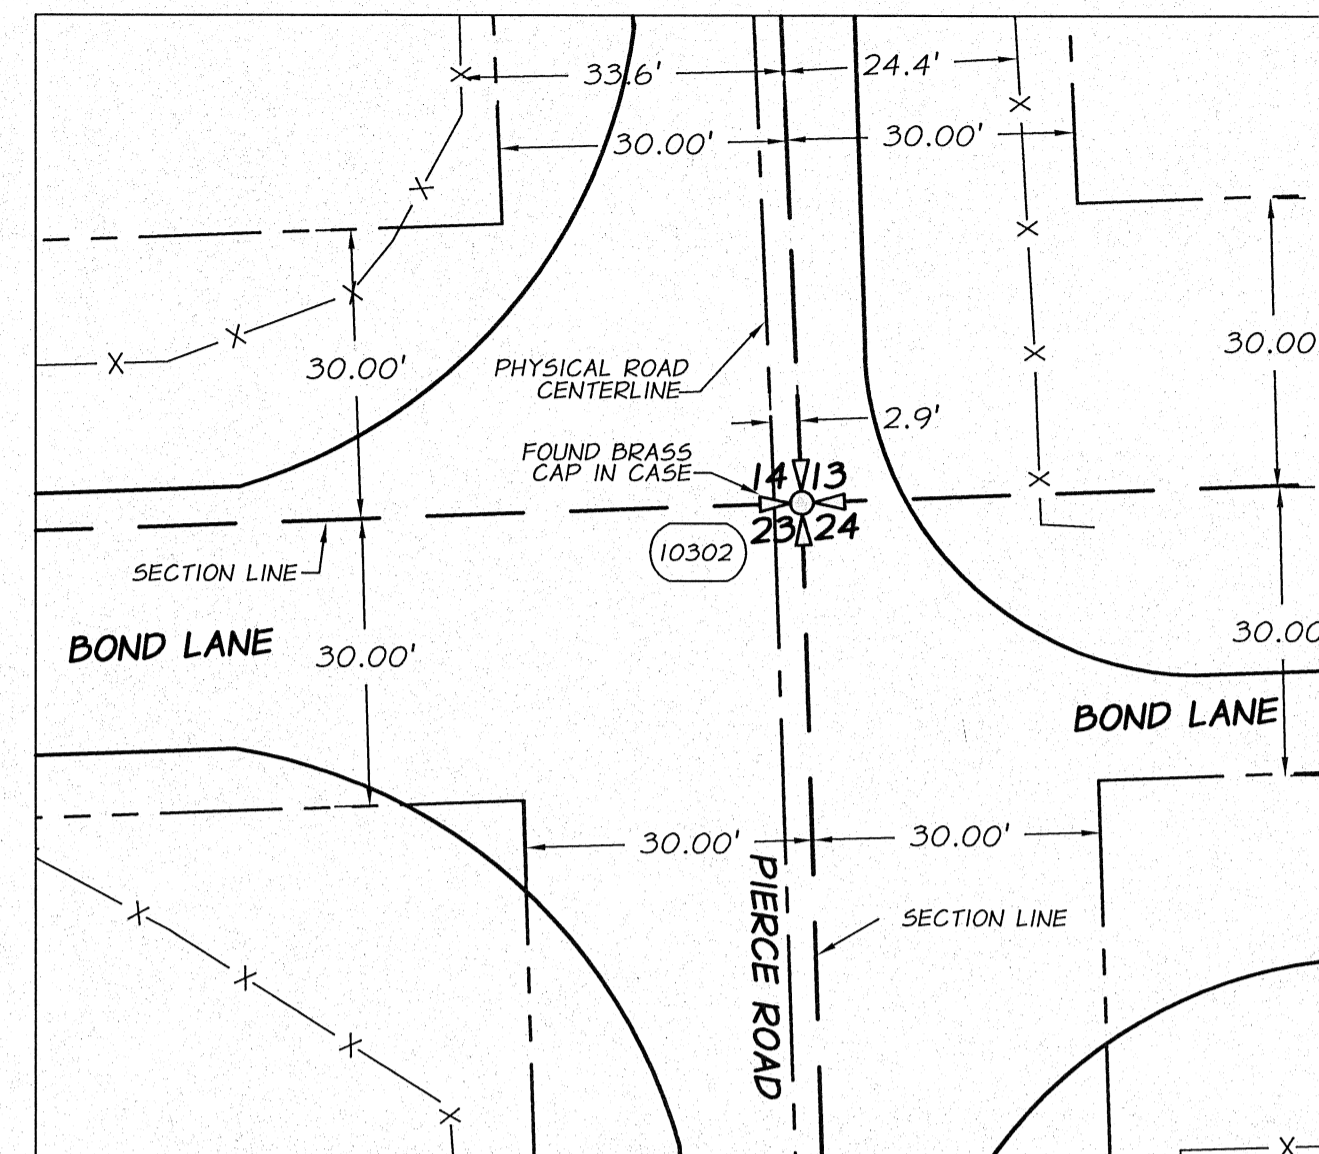 33.6'
24.4'
30.00'
30.00'
30.00'
30.00
PHYSICAL ROAD
CENTERLINE
2.9'
FOUND BRASS
CAP IN CASE
14 13
23 24
10302
SECTION LINE
BOND LANE
30.00'
30.00
BOND LANE
30.00'
30.00'
PIERCE ROAD
SECTION LINE